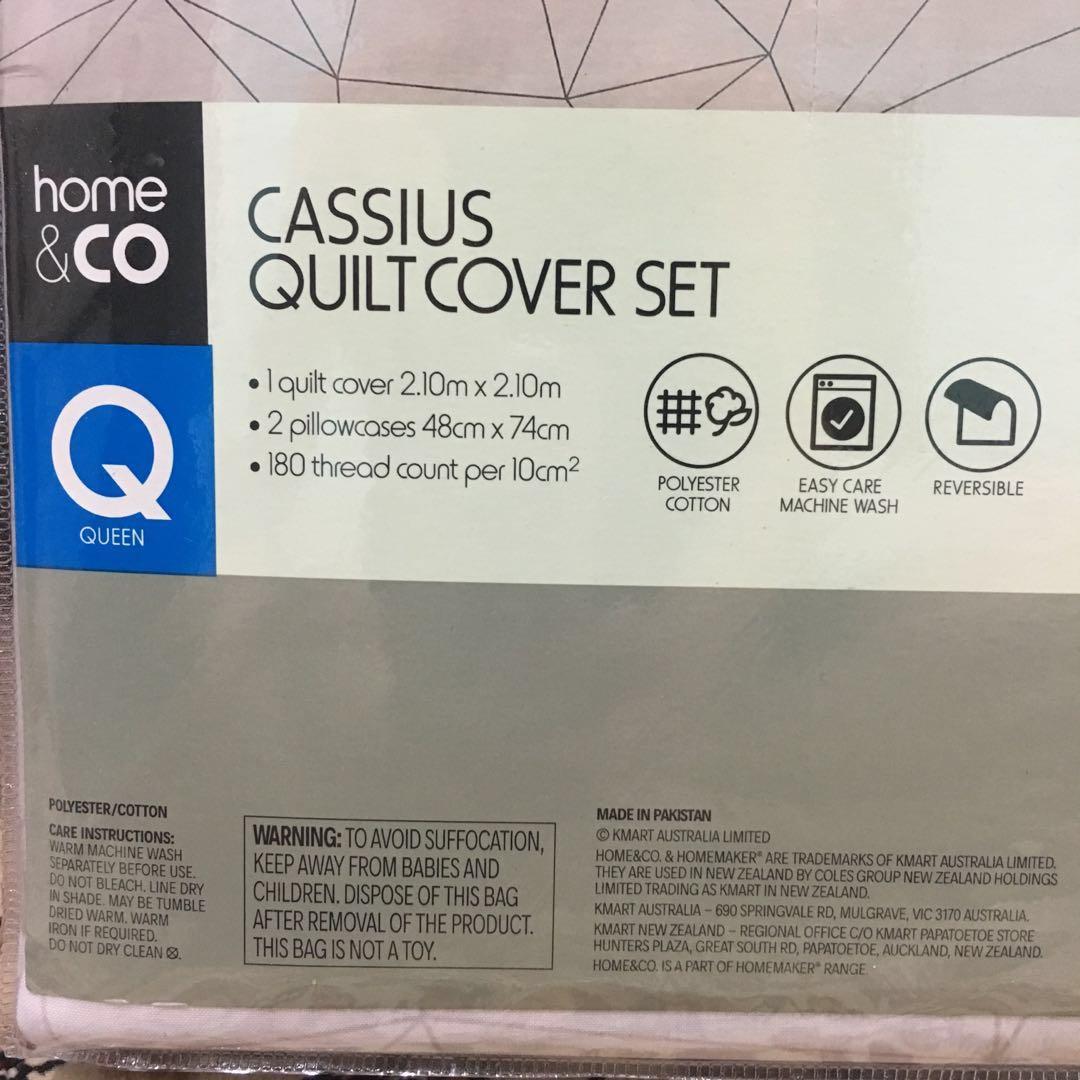 home
&CO
CASSIUS
QUILT COVER SET
• 1 quilt cover 2.10m x 2.10m
• 2 pillowcases 48cm x 74cm
• 180 thread count per 10cm²
POLYESTER
COTTON
EASY CARE
MACHINE WASH
REVERSIBLE
Q
QUEEN
POLYESTER/COTTON
CARE INSTRUCTIONS:
WARM MACHINE WASH
SEPARATELY BEFORE USE.
DO NOT BLEACH. LINE DRY
IN SHADE. MAY BE TUMBLE
DRIED WARM. WARM
IRON IF REQUIRED.
DO NOT DRY CLEAN
WARNING: TO AVOID SUFFOCATION,
KEEP AWAY FROM BABIES AND
CHILDREN. DISPOSE OF THIS BAG
AFTER REMOVAL OF THE PRODUCT.
THIS BAG IS NOT A TOY.
MADE IN PAKISTAN
© KMART AUSTRALIA LIMITED
HOME&CO. & HOMEMAKER® ARE TRADEMARKS OF KMART AUSTRALIA LIMITED.
THEY ARE USED IN NEW ZEALAND BY COLES GROUP NEW ZEALAND HOLDINGS
LIMITED TRADING AS KMART IN NEW ZEALAND.
KMART AUSTRALIA – 690 SPRINGVALE RD, MULGRAVE, VIC 3170 AUSTRALIA.
KMART NEW ZEALAND – REGIONAL OFFICE C/O KMART PAPATOETOE STORE
HUNTERS PLAZA, GREAT SOUTH RD, PAPATOETOE, AUCKLAND, NEW ZEALAND.
HOME&CO. IS A PART OF HOMEMAKER® RANGE.